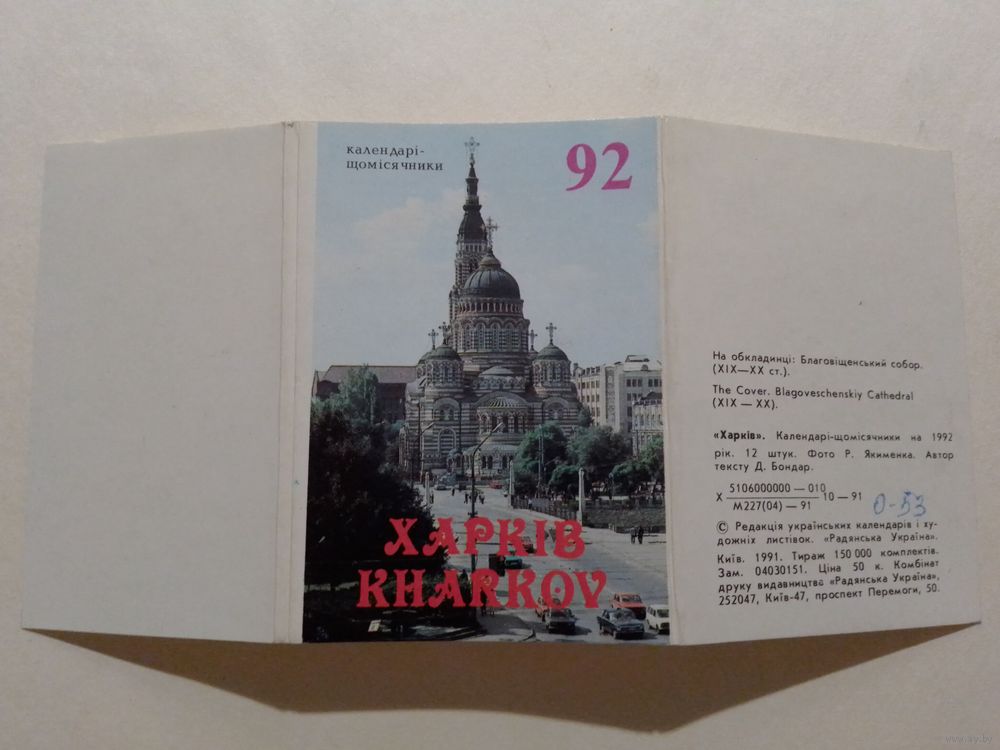 календарі-
щомісячники
92
ХАРКІВ
KHARKOV
На обкладинці: Благовіщенський собор.
(XIX—XX ст.).
The Cover. Blagoveschenskiy Cathedral
(XIX — XX).
«Харків». Календарі-щомісячники на 1992
рік. 12 штук. Фото Р. Якименка. Автор
тексту Д. Бондар.
5106000000 — 010
Х 10 — 91
М227(04) — 91
О-53
© Редакція українських календарів і ху-
дожніх листівок. «Радянська Україна».
Київ. 1991. Тираж 150 000 комплектів.
Зам. 04030151. Ціна 50 к. Комбінат
друку видавництва «Радянська Україна»,
252047, Київ-47, проспект Перемоги, 50.
www.ay.by